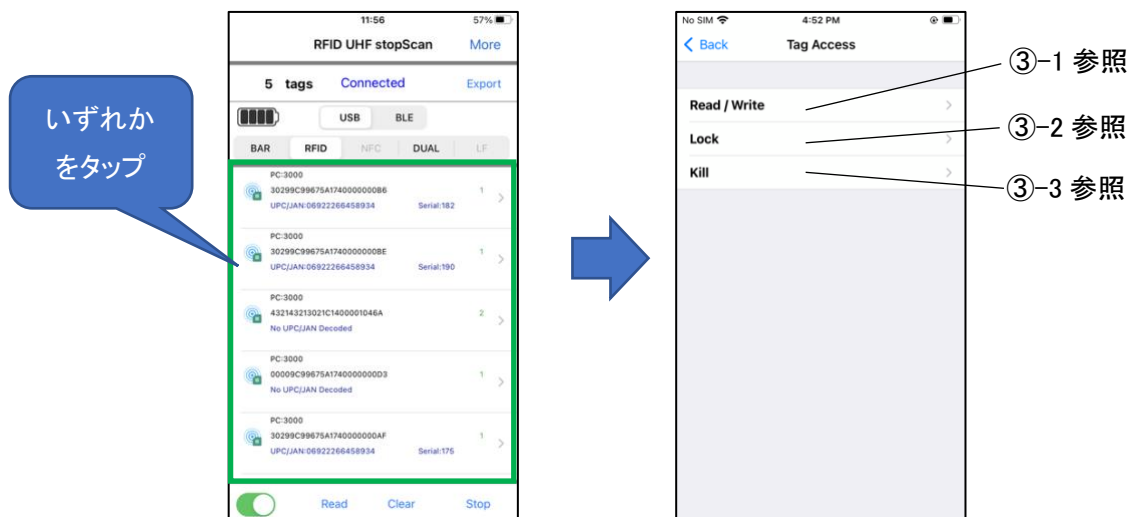 いずれか
をタップ
11:56 57%
RFID UHF stopScan More
5 tags Connected Export
USB BLE
BAR RFID NFC DUAL LF
PC:3000
30299C99675A1740000000B6 1
UPC/JAN:06922266458934 Serial:182
PC:3000
30299C99675A1740000000BE 1
UPC/JAN:06922266458934 Serial:190
PC:3000
432143213021C1400001046A 2
No UPC/JAN Decoded
PC:3000
00009C99675A1740000000D3 1
No UPC/JAN Decoded
PC:3000
30299C99675A1740000000AF 1
UPC/JAN:06922266458934 Serial:175
Read Clear Stop
No SIM 4:52 PM
Back Tag Access
Read / Write
Lock
Kill
③-1 参照
③-2 参照
③-3 参照